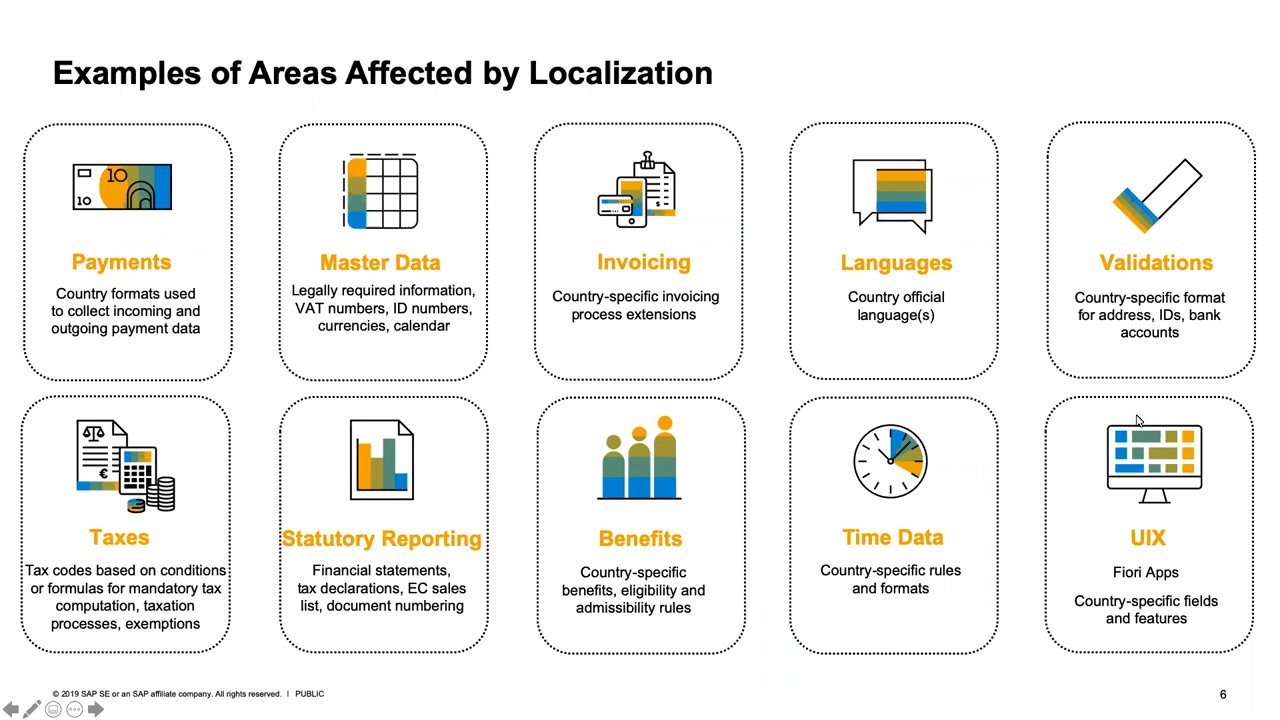 Examples of Areas Affected by Localization
10
10
Payments
Country formats used
to collect incoming and
outgoing payment data
Master Data
Legally required information,
VAT numbers, ID numbers,
currencies, calendar
$
Invoicing
Country-specific invoicing
process extensions
Languages
Country official
language(s)
Validations
Country-specific format
for address, IDs, bank
accounts
€
Taxes
Tax codes based on conditions
or formulas for mandatory tax
computation, taxation
processes, exemptions
Statutory Reporting
Financial statements,
tax declarations, EC sales
list, document numbering
Benefits
Country-specific
benefits, eligibility and
admissibility rules
Time Data
Country-specific rules
and formats
UIX
Fiori Apps
Country-specific fields
and features
© 2019 SAP SE or an SAP affiliate company. All rights reserved. ǀ PUBLIC
6